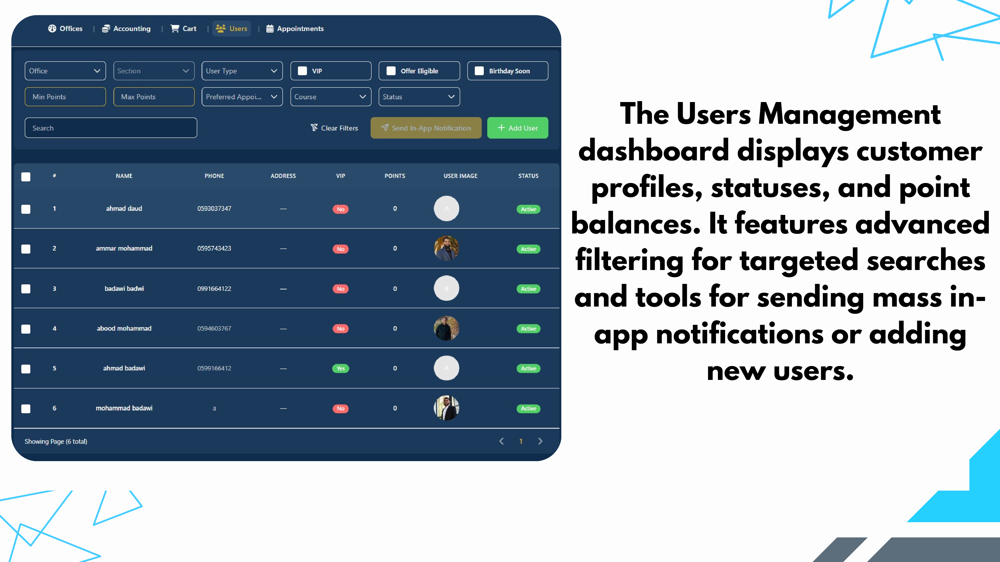 Offices | Accounting | Cart | Users | Appointments
Office Section User Type VIP Offer Eligible Birthday Soon
Min Points Max Points Preferred Appoi... Course Status
Search Clear Filters Send In-App Notification + Add User
# NAME PHONE ADDRESS VIP POINTS USER IMAGE STATUS
1 ahmad daud 0593037347 — No 0 A Active
2 ammar mohammad 0595743423 — No 0 Active
3 badawi badwi 0991664122 — No 0 B Active
4 abood mohammad 0594603767 — No 0 Active
5 ahmad badawi 0599166412 — Yes 0 A Active
6 mohammad badawi a — No 0 Active
Showing Page (6 total) 1
The Users Management
dashboard displays customer
profiles, statuses, and point
balances. It features advanced
filtering for targeted searches
and tools for sending mass in-
app notifications or adding
new users.